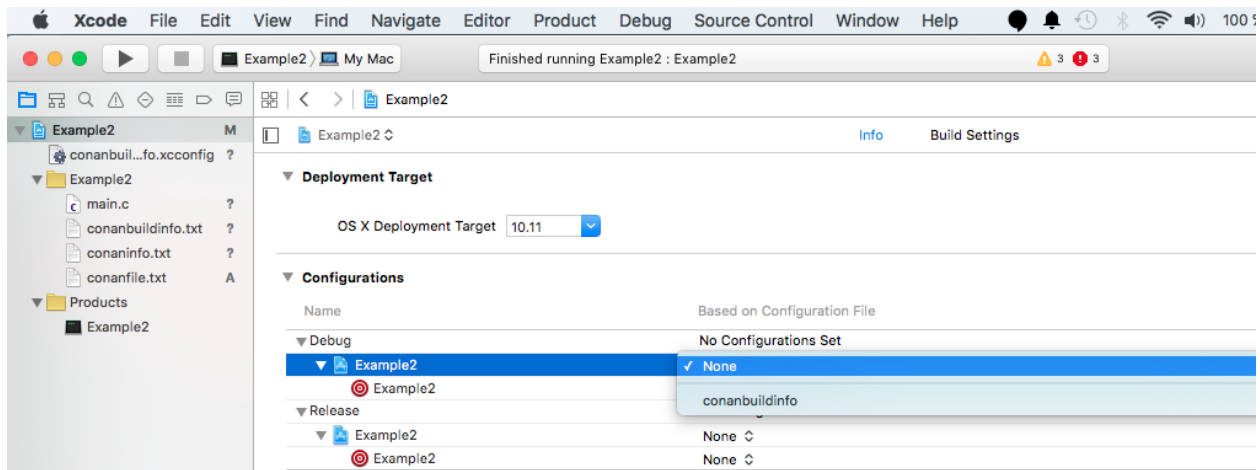 Xcode File Edit View Find Navigate Editor Product Debug Source Control Window Help 100
Example2 My Mac Finished running Example2 : Example2 3 3
Example2
Example2 M
Example2 Info Build Settings
conanbuil...fo.xcconfig ?
Example2
Deployment Target
main.c ?
conanbuildinfo.txt ?
OS X Deployment Target 10.11
conaninfo.txt ?
conanfile.txt A
Configurations
Products
Name Based on Configuration File
Example2
Debug No Configurations Set
Example2 ✓ None
Example2
conanbuildinfo
Release
Example2 None
Example2 None